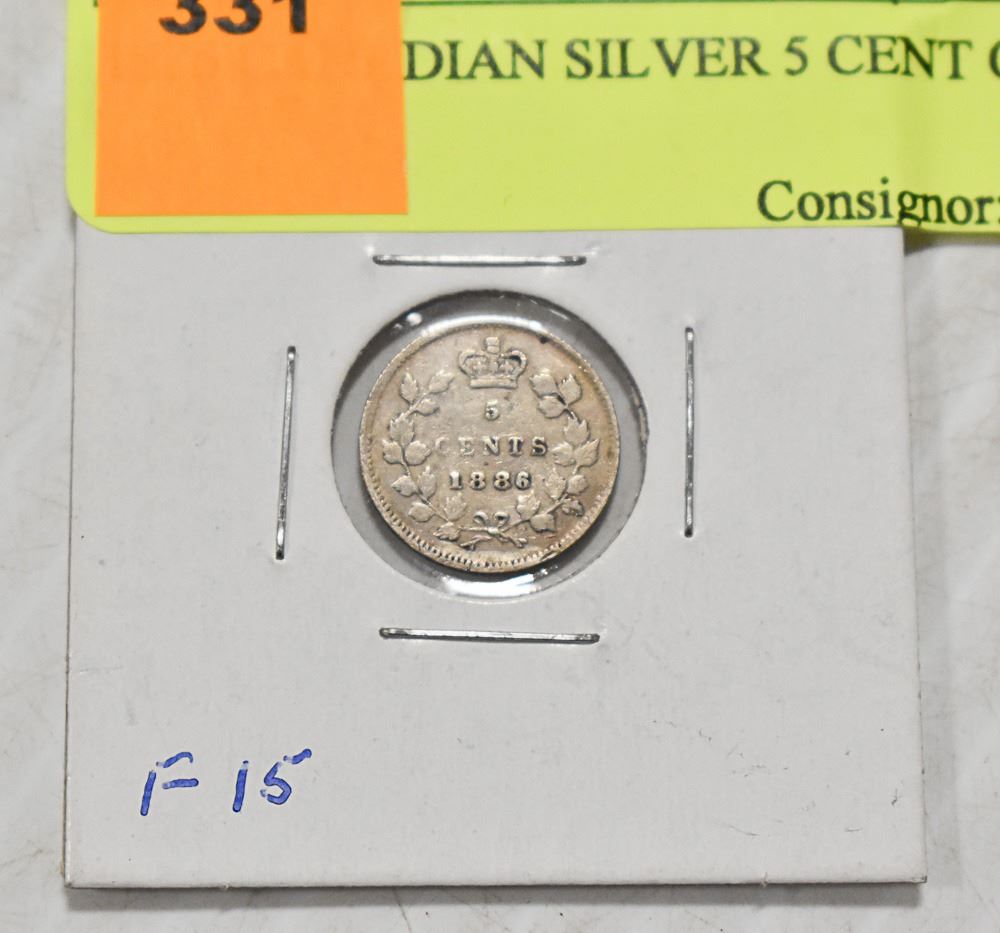 331
DIAN SILVER 5 CENT
Consignor:
5
CENTS
1886
F 15